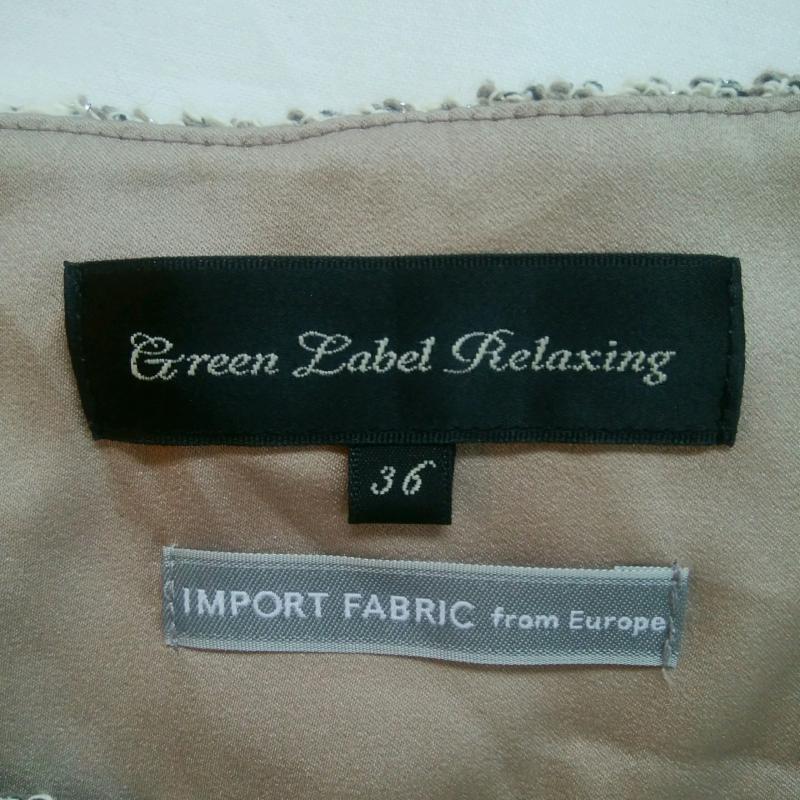 Green Label Relaxing
36
IMPORT FABRIC from Europe